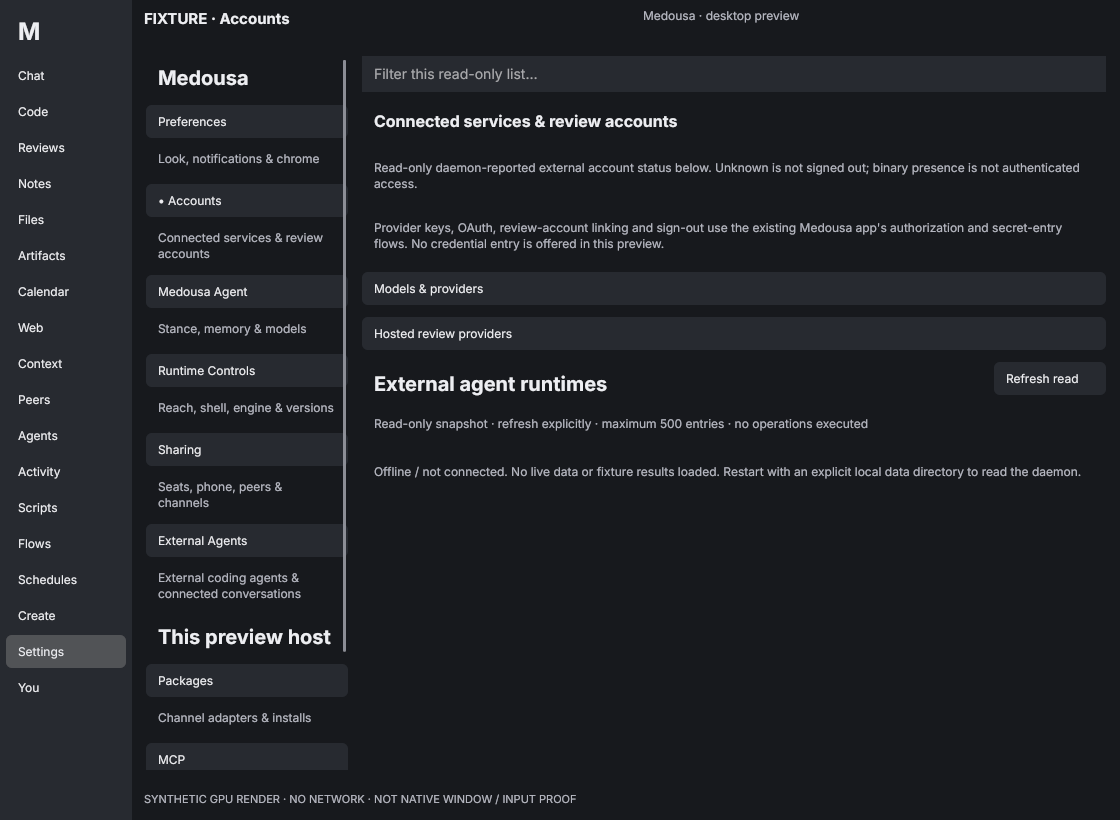 M
Chat
Code
Reviews
Notes
Files
Artifacts
Calendar
Web
Context
Peers
Agents
Activity
Scripts
Flows
Schedules
Create
Settings
You
FIXTURE · Accounts
Medousa · desktop preview
Medousa
Preferences
Look, notifications & chrome
• Accounts
Connected services & review
accounts
Medousa Agent
Stance, memory & models
Runtime Controls
Reach, shell, engine & versions
Sharing
Seats, phone, peers &
channels
External Agents
External coding agents &
connected conversations
This preview host
Packages
Channel adapters & installs
MCP
Filter this read-only list...
Connected services & review accounts
Read-only daemon-reported external account status below. Unknown is not signed out; binary presence is not authenticated
access.
Provider keys, OAuth, review-account linking and sign-out use the existing Medousa app's authorization and secret-entry
flows. No credential entry is offered in this preview.
Models & providers
Hosted review providers
External agent runtimes
Refresh read
Read-only snapshot · refresh explicitly · maximum 500 entries · no operations executed
Offline / not connected. No live data or fixture results loaded. Restart with an explicit local data directory to read the daemon.
SYNTHETIC GPU RENDER · NO NETWORK · NOT NATIVE WINDOW / INPUT PROOF